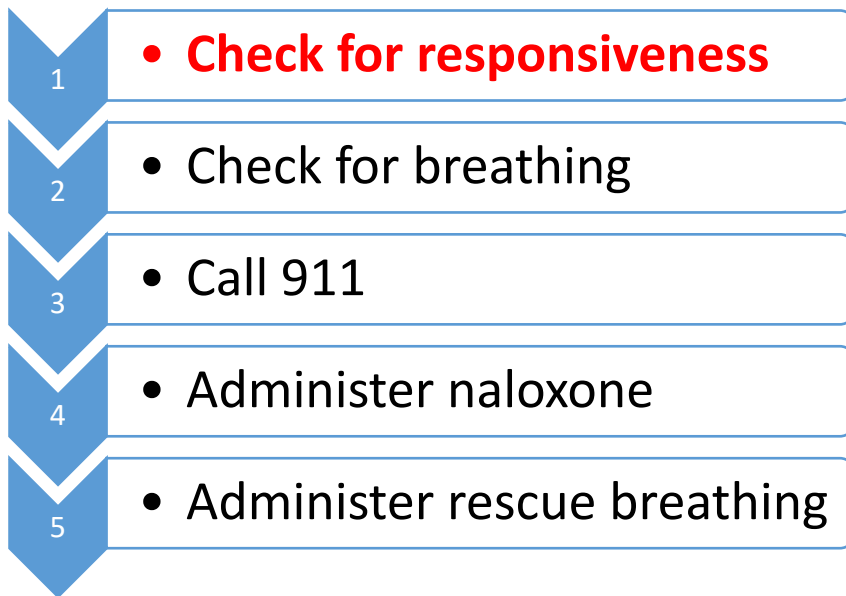 1
• Check for responsiveness
2
• Check for breathing
3
• Call 911
4
• Administer naloxone
5
• Administer rescue breathing